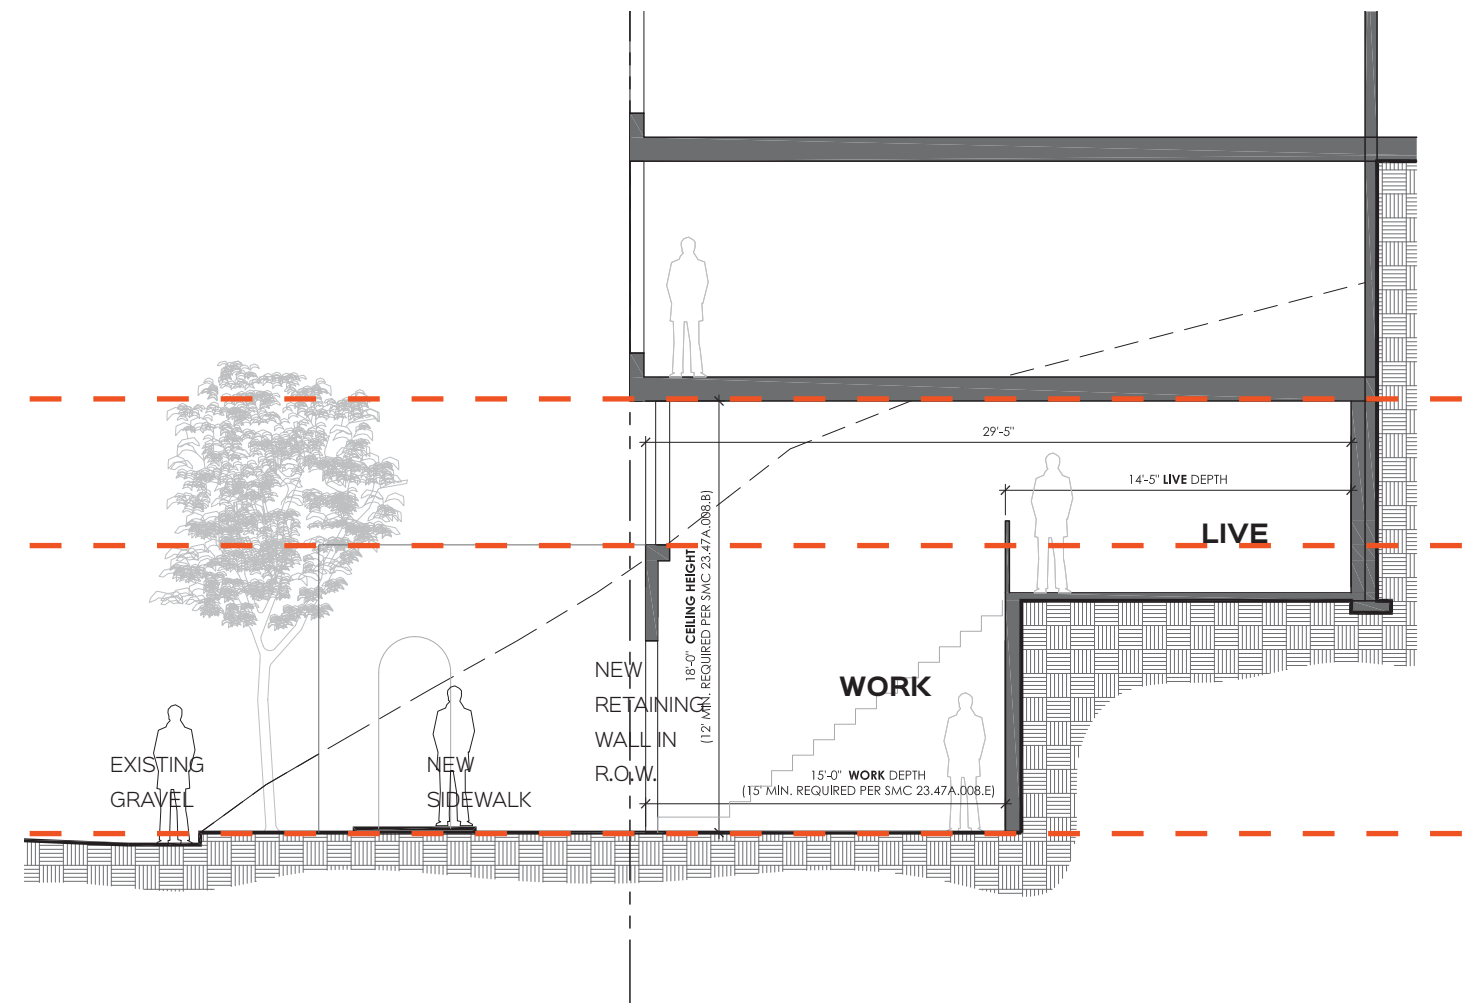 29'-5"
14'-5" LIVE DEPTH
LIVE
18'-0" CEILING HEIGHT
(12' MIN. REQUIRED PER SMC 23.47A.008.B)
NEW
RETAINING
WALL IN
R.O.W.
WORK
EXISTING
GRAVEL
NEW
SIDEWALK
15'-0" WORK DEPTH
(15' MIN. REQUIRED PER SMC 23.47A.008.E)